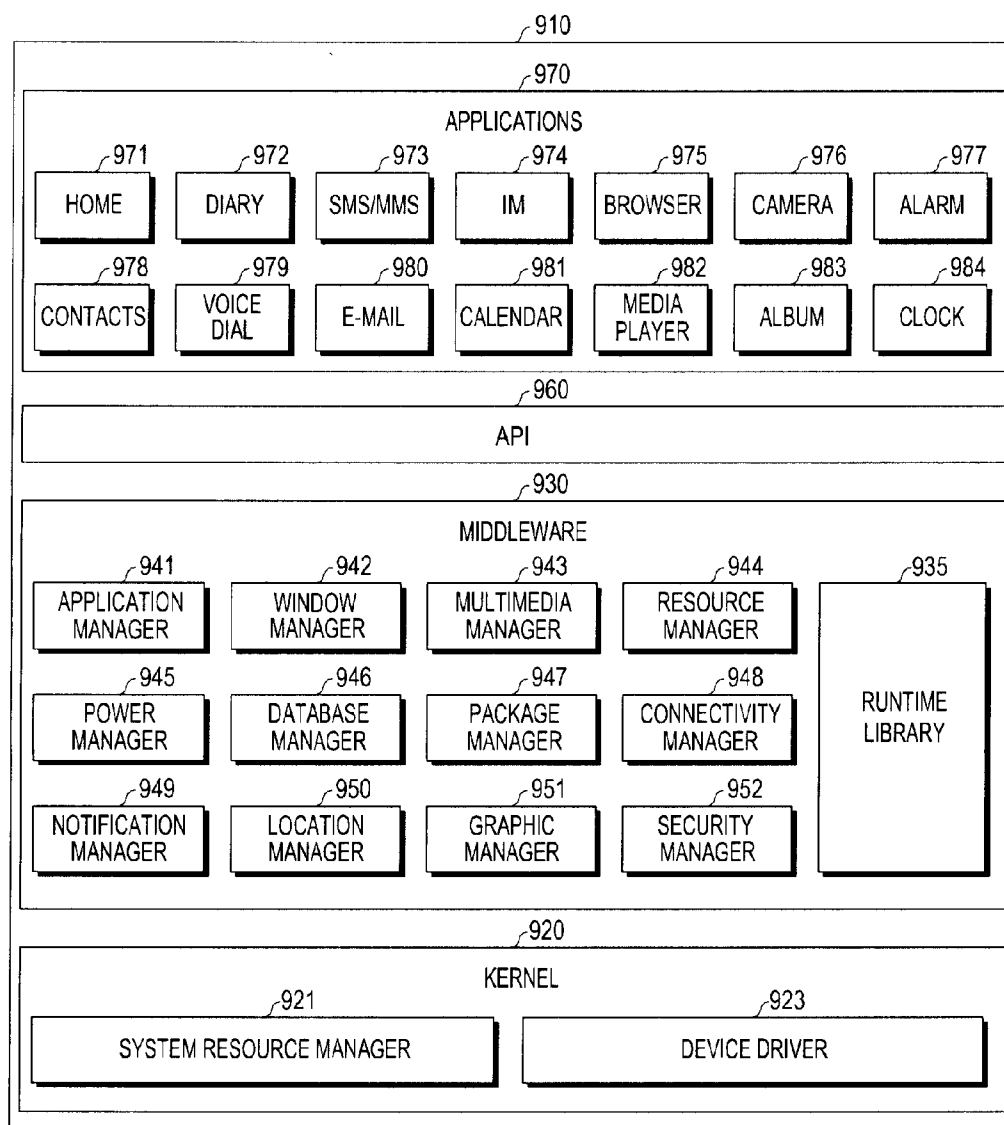 910
970
APPLICATIONS
971 972 973 974 975 976 977
HOME DIARY SMS/MMS IM BROWSER CAMERA ALARM
978 979 980 981 982 983 984
CONTACTS VOICE DIAL E-MAIL CALENDAR MEDIA PLAYER ALBUM CLOCK
960
API
930
MIDDLEWARE
941 942 943 944 935
APPLICATION MANAGER WINDOW MANAGER MULTIMEDIA MANAGER RESOURCE MANAGER
945 946 947 948
POWER MANAGER DATABASE MANAGER PACKAGE MANAGER CONNECTIVITY MANAGER RUNTIME LIBRARY
949 950 951 952
NOTIFICATION MANAGER LOCATION MANAGER GRAPHIC MANAGER SECURITY MANAGER
920
KERNEL
921 923
SYSTEM RESOURCE MANAGER DEVICE DRIVER